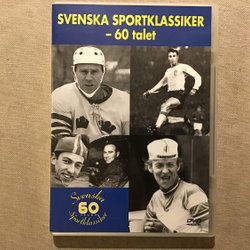 SVENSKA SPORTKLASSIKER
– 60 talet
Svenska
60
Sportklassiker